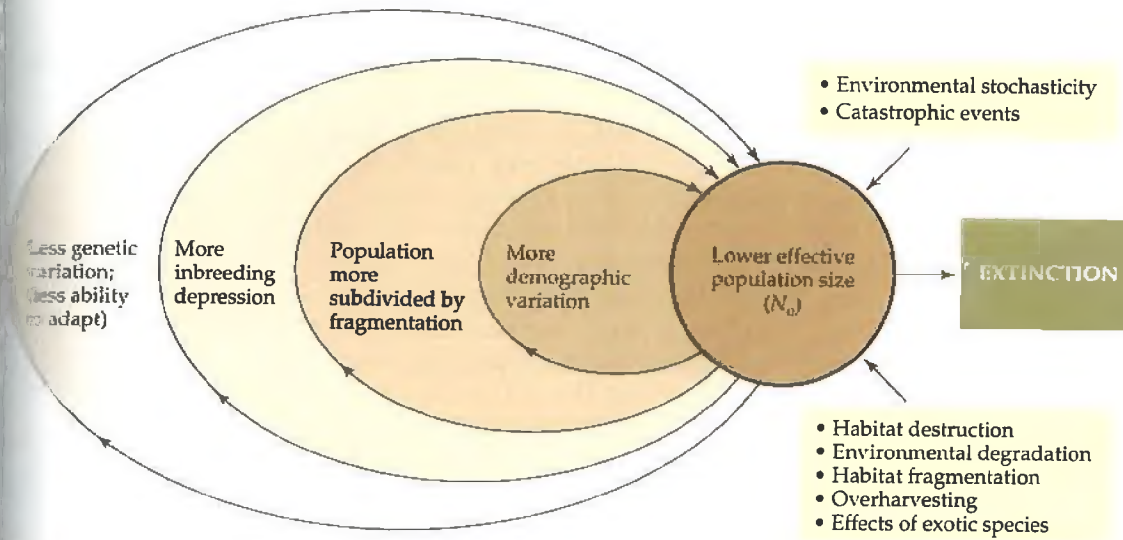 • Environmental stochasticity
• Catastrophic events
Less genetic
variation;
(less ability
to adapt)
More
inbreeding
depression
Population
more
subdivided by
fragmentation
More
demographic
variation
Lower effective
population size
(Ne)
EXTINCTION
• Habitat destruction
• Environmental degradation
• Habitat fragmentation
• Overharvesting
• Effects of exotic species